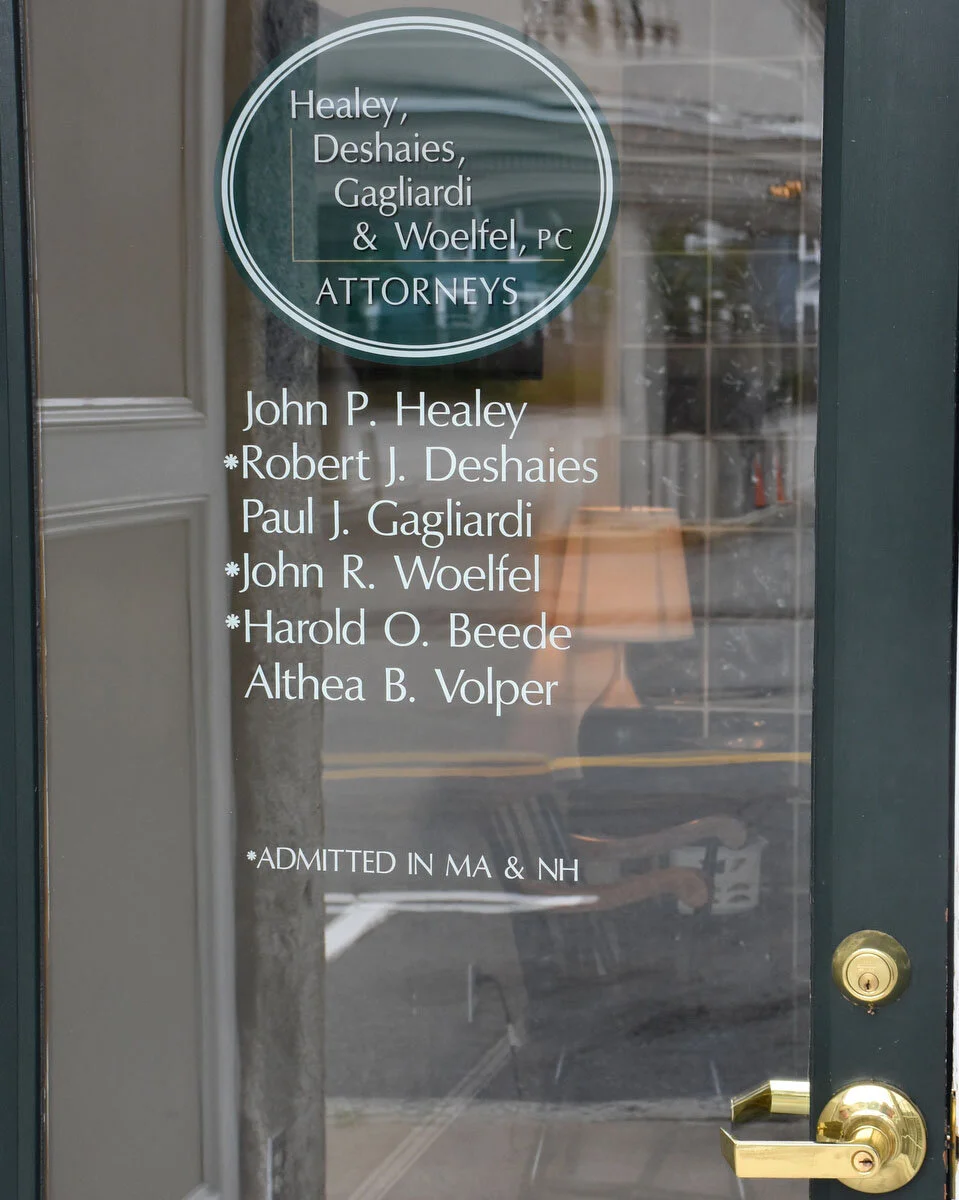 Healey,
Deshaies,
Gagliardi
& Woelfel, PC
ATTORNEYS
John P. Healey
*Robert J. Deshaies
Paul J. Gagliardi
*John R. Woelfel
*Harold O. Beede
Althea B. Volper
*ADMITTED IN MA & NH